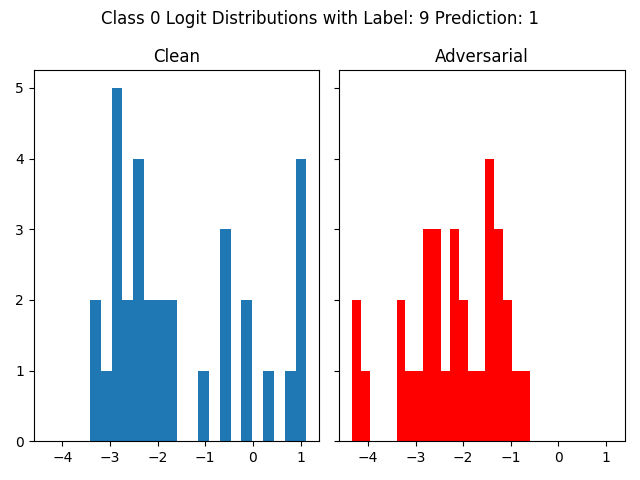 Class 0 Logit Distributions with Label: 9 Prediction: 1
Clean
Adversarial
5
4
3
2
1
0
−4 −3 −2 −1 0 1
−4 −3 −2 −1 0 1